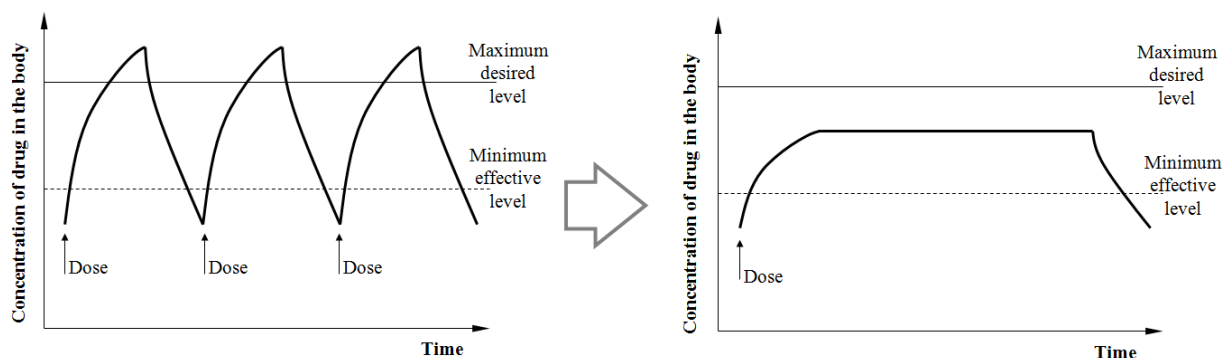 Concentration of drug in the body
Maximum
desired
level
Minimum
effective
level
Dose
Dose
Dose
Time
Concentration of drug in the body
Maximum
desired
level
Minimum
effective
level
Dose
Time